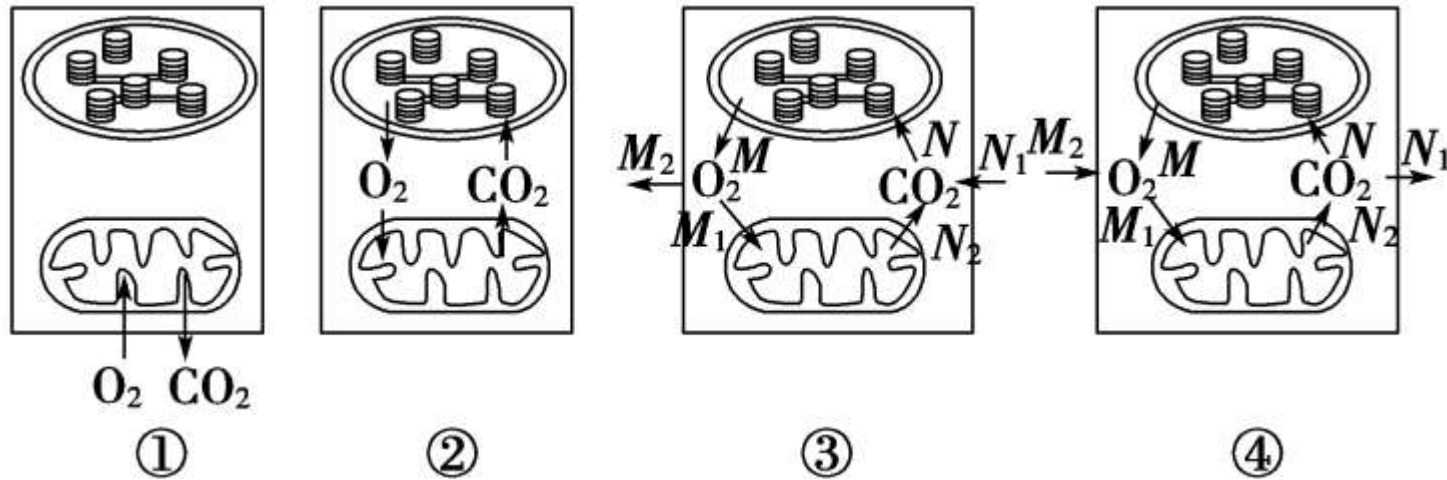 O₂ CO₂
①
O₂ CO₂
②
M₂ O₂ M N CO₂ N₁
M₁ N₂
③
M₂ O₂ M N CO₂ N₁
M₁ N₂
④